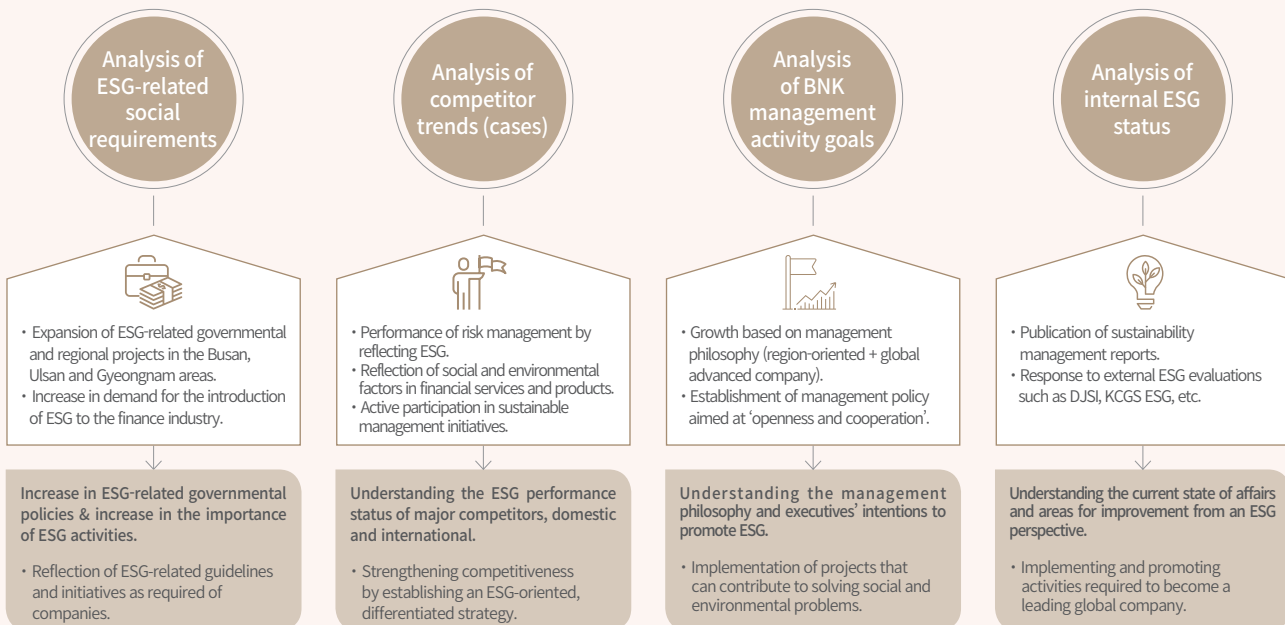 Analysis of
ESG-related
social
requirements
· Expansion of ESG-related governmental
and regional projects in the Busan,
Ulsan and Gyeongnam areas.
· Increase in demand for the introduction
of ESG to the finance industry.
Increase in ESG-related governmental
policies & increase in the importance
of ESG activities.
· Reflection of ESG-related guidelines
and initiatives as required of
companies.
Analysis of
competitor
trends (cases)
· Performance of risk management by
reflecting ESG.
· Reflection of social and environmental
factors in financial services and products.
· Active participation in sustainable
management initiatives.
Understanding the ESG performance
status of major competitors, domestic
and international.
· Strengthening competitiveness
by establishing an ESG-oriented,
differentiated strategy.
Analysis
of BNK
management
activity goals
· Growth based on management
philosophy (region-oriented + global
advanced company).
· Establishment of management policy
aimed at ‘openness and cooperation’.
Understanding the management
philosophy and executives’ intentions to
promote ESG.
· Implementation of projects that
can contribute to solving social and
environmental problems.
Analysis of
internal ESG
status
· Publication of sustainability
management reports.
· Response to external ESG evaluations
such as DJSI, KCGS ESG, etc.
Understanding the current state of affairs
and areas for improvement from an ESG
perspective.
· Implementing and promoting
activities required to become a
leading global company.